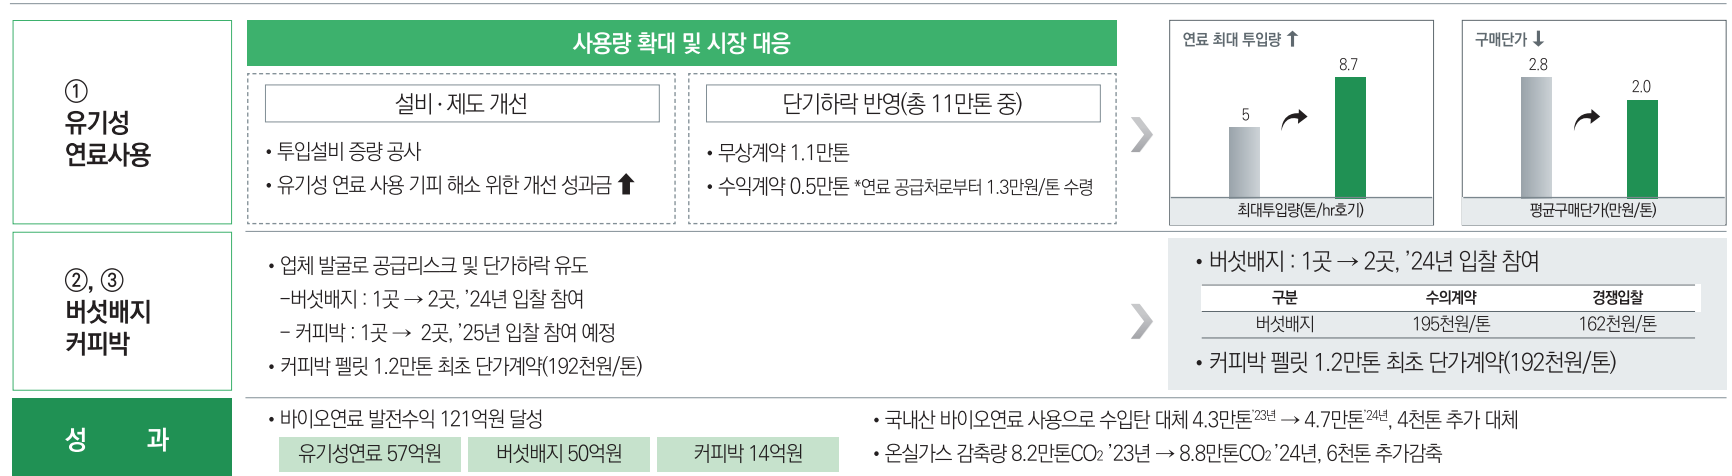 ①
유기성
연료사용
사용량 확대 및 시장 대응
설비 · 제도 개선
• 투입설비 증량 공사
• 유기성 연료 사용 기피 해소 위한 개선 성과금 ⬆
단기하락 반영(총 11만톤 중)
• 무상계약 1.1만톤
• 수익계약 0.5만톤 *연료 공급처로부터 1.3만원/톤 수령
연료 최대 투입량 ↑
5
8.7
최대투입량(톤/hr호기)
구매단가 ↓
2.8
2.0
평균구매단가(만원/톤)
②, ③
버섯배지
커피박
• 업체 발굴로 공급리스크 및 단가하락 유도
–버섯배지 : 1곳 → 2곳, ’24년 입찰 참여
– 커피박 : 1곳 → 2곳, ’25년 입찰 참여 예정
• 커피박 펠릿 1.2만톤 최초 단가계약(192천원/톤)
• 버섯배지 : 1곳 → 2곳, ’24년 입찰 참여
구분 수의계약 경쟁입찰
버섯배지 195천원/톤 162천원/톤
• 커피박 펠릿 1.2만톤 최초 단가계약(192천원/톤)
성 과
• 바이오연료 발전수익 121억원 달성
유기성연료 57억원 버섯배지 50억원 커피박 14억원
• 국내산 바이오연료 사용으로 수입탄 대체 4.3만톤’23년 → 4.7만톤’24년, 4천톤 추가 대체
• 온실가스 감축량 8.2만톤CO2 ’23년 → 8.8만톤CO2 ’24년, 6천톤 추가감축